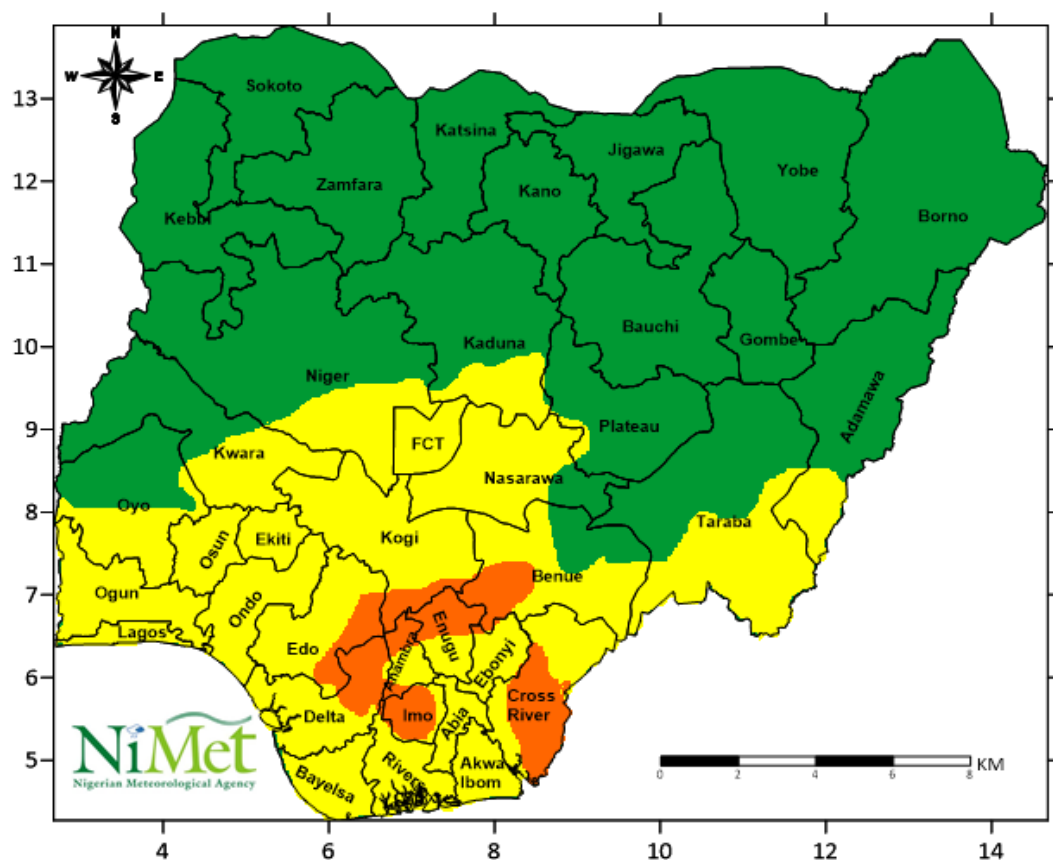 N
W E
S
13
12
11
10
9
8
7
6
5
4 6 8 10 12 14
Sokoto
Katsina
Jigawa
Zamfara
Kano
Yobe
Kebbi
Borno
Bauchi
Kaduna
Gombe
Niger
Adamawa
Plateau
FCT
Kwara
Nasarawa
Oyo
Taraba
Osun
Ekiti
Kogi
Ogun
Benue
Ondo
Lagos
Edo
Anambra
Enugu
Ebonyi
Delta
Imo
Abia
Cross
River
Bayelsa
Rivers
Akwa
Ibom
NiMet
Nigerian Meteorological Agency
0 2 4 6 8 KM